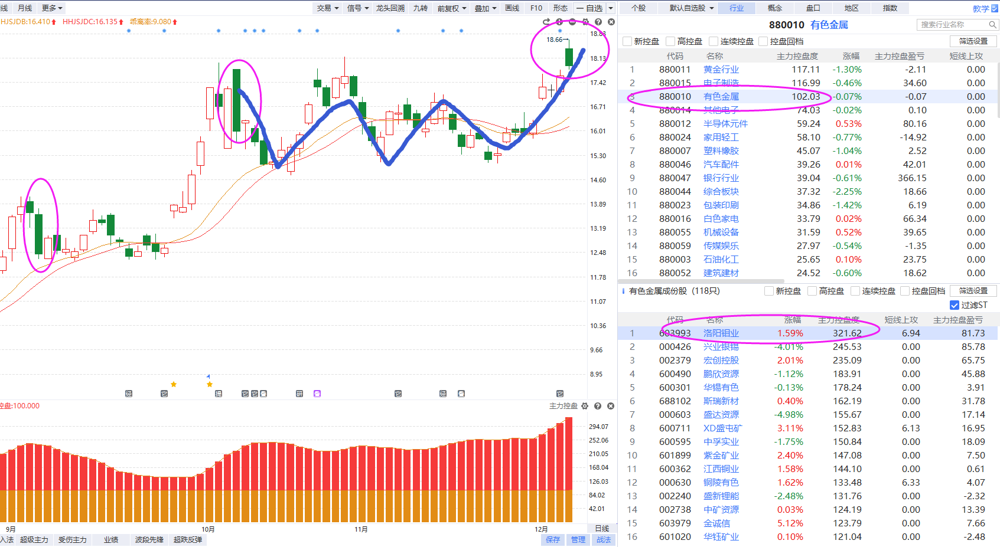 线 月线 更多 交易 信号 龙头回溯 九转 前复权 叠加 画线 F10 形态 一自选
个股 默认自选股 行业 概念 盘口 地区 指数 教学
HJSJDB:16.410 HHJSJDC:16.135 乖离率:9.080
880010 有色金属 搜索行业名称
新控盘 高控盘 连续控盘 控盘回档 筛选设置
代码 名称 主力控盘度 涨幅 主力控盘盈亏 短线上攻
1 880011 黄金行业 117.11 -1.30% -2.11 0.00
2 880015 电子制造 116.99 -0.46% 34.60 0.00
3 880010 有色金属 102.03 -0.07% -0.07 0.00
4 880014 其他电子 74.03 -0.02% 0.10 0.00
5 880012 半导体元件 59.24 0.53% 80.16 0.00
6 880024 家用轻工 58.10 -0.77% -14.92 0.00
7 880007 塑料橡胶 45.07 -1.04% 2.52 0.00
8 880046 汽车配件 39.26 0.01% 42.01 0.00
9 880047 银行行业 39.04 -0.61% 366.15 0.00
10 880044 综合板块 37.32 -2.25% 18.66 0.00
11 880023 包装印刷 34.86 -1.42% 6.19 0.00
12 880016 白色家电 33.79 0.02% 66.34 0.00
13 880055 机械设备 31.59 0.52% 39.65 0.00
14 880059 传媒娱乐 27.97 -0.54% -1.35 0.00
15 880003 石油化工 25.65 0.10% 23.75 0.00
16 880052 建筑建材 24.52 -0.60% 18.62 0.00
有色金属成份股（118只） 新控盘 高控盘 连续控盘 控盘回档 筛选设置
过滤ST
代码 名称 涨幅 主力控盘度 短线上攻 主力控盘盈亏
1 603993 洛阳钼业 1.59% 321.62 6.94 81.73
2 000426 兴业银锡 -4.01% 245.53 0.00 85.78
3 002379 宏创控股 2.01% 235.09 0.00 65.75
4 600490 鹏欣资源 -1.12% 183.91 0.00 45.88
5 600301 华锡有色 -0.13% 178.24 0.00 3.91
6 688102 斯瑞新材 0.40% 162.19 0.00 31.78
7 000603 盛达资源 -4.98% 155.67 0.00 17.14
8 600711 XD盛屯矿 3.11% 152.83 6.13 16.95
9 600595 中孚实业 -1.75% 150.84 0.00 18.09
10 601899 紫金矿业 2.40% 147.08 0.00 7.50
11 600362 江西铜业 1.58% 144.10 0.00 0.61
12 000630 铜陵有色 1.62% 133.48 6.33 4.07
13 002240 盛新锂能 -2.48% 131.76 0.00 -2.32
14 002738 中矿资源 0.03% 124.19 0.00 13.39
15 603979 金诚信 5.12% 123.79 0.00 7.66
16 601020 华钰矿业 0.10% 121.04 0.00 -2.48
18.66
18.83
18.13
17.42
16.71
16.01
15.30
14.60
13.89
13.19
12.48
11.78
11.07
10.36
9.66
8.95
经 它 提 它 它 研 它 经 它
控盘:100.000 主力控盘
294.07
252.06
210.05
168.04
126.03
84.02
42.01
9月 10月 11月 12月 日线
入法 超级主力 受伤主力 业绩 波段先锋 超跌反弹 保存 管理 战法